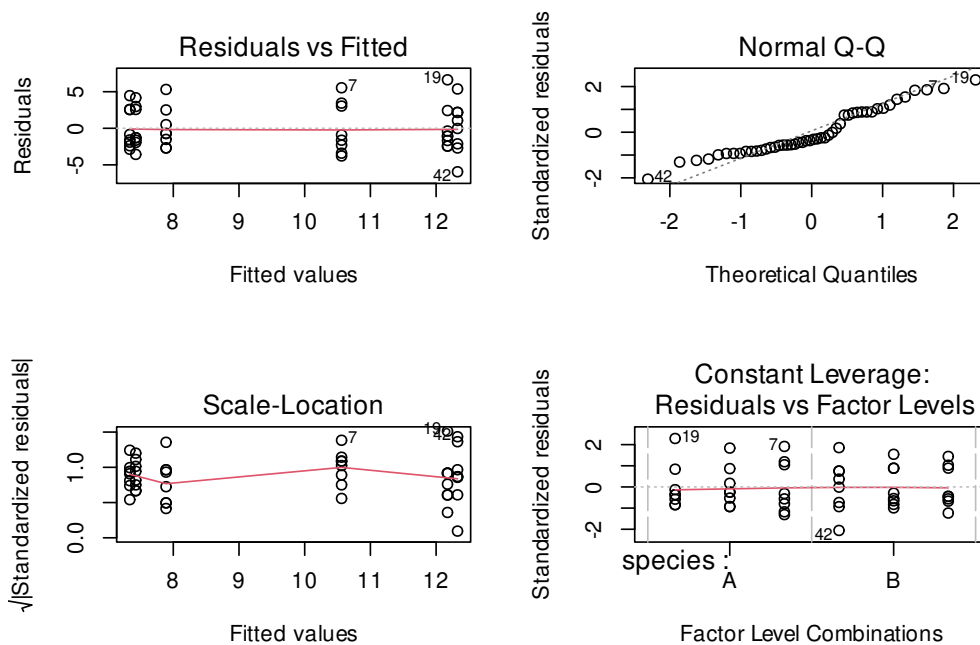 Residuals vs Fitted
Residuals
5
0
-5
7
19
42
8
9
10
11
12
Fitted values
Normal Q-Q
Standardized residuals
2
0
-2
42
7
19
-2
-1
0
1
2
Theoretical Quantiles
Scale-Location
√|Standardized residuals|
1.0
0.0
7
19
42
8
9
10
11
12
Fitted values
Constant Leverage:
Residuals vs Factor Levels
Standardized residuals
2
0
-2
19
7
42
species :
A
B
Factor Level Combinations